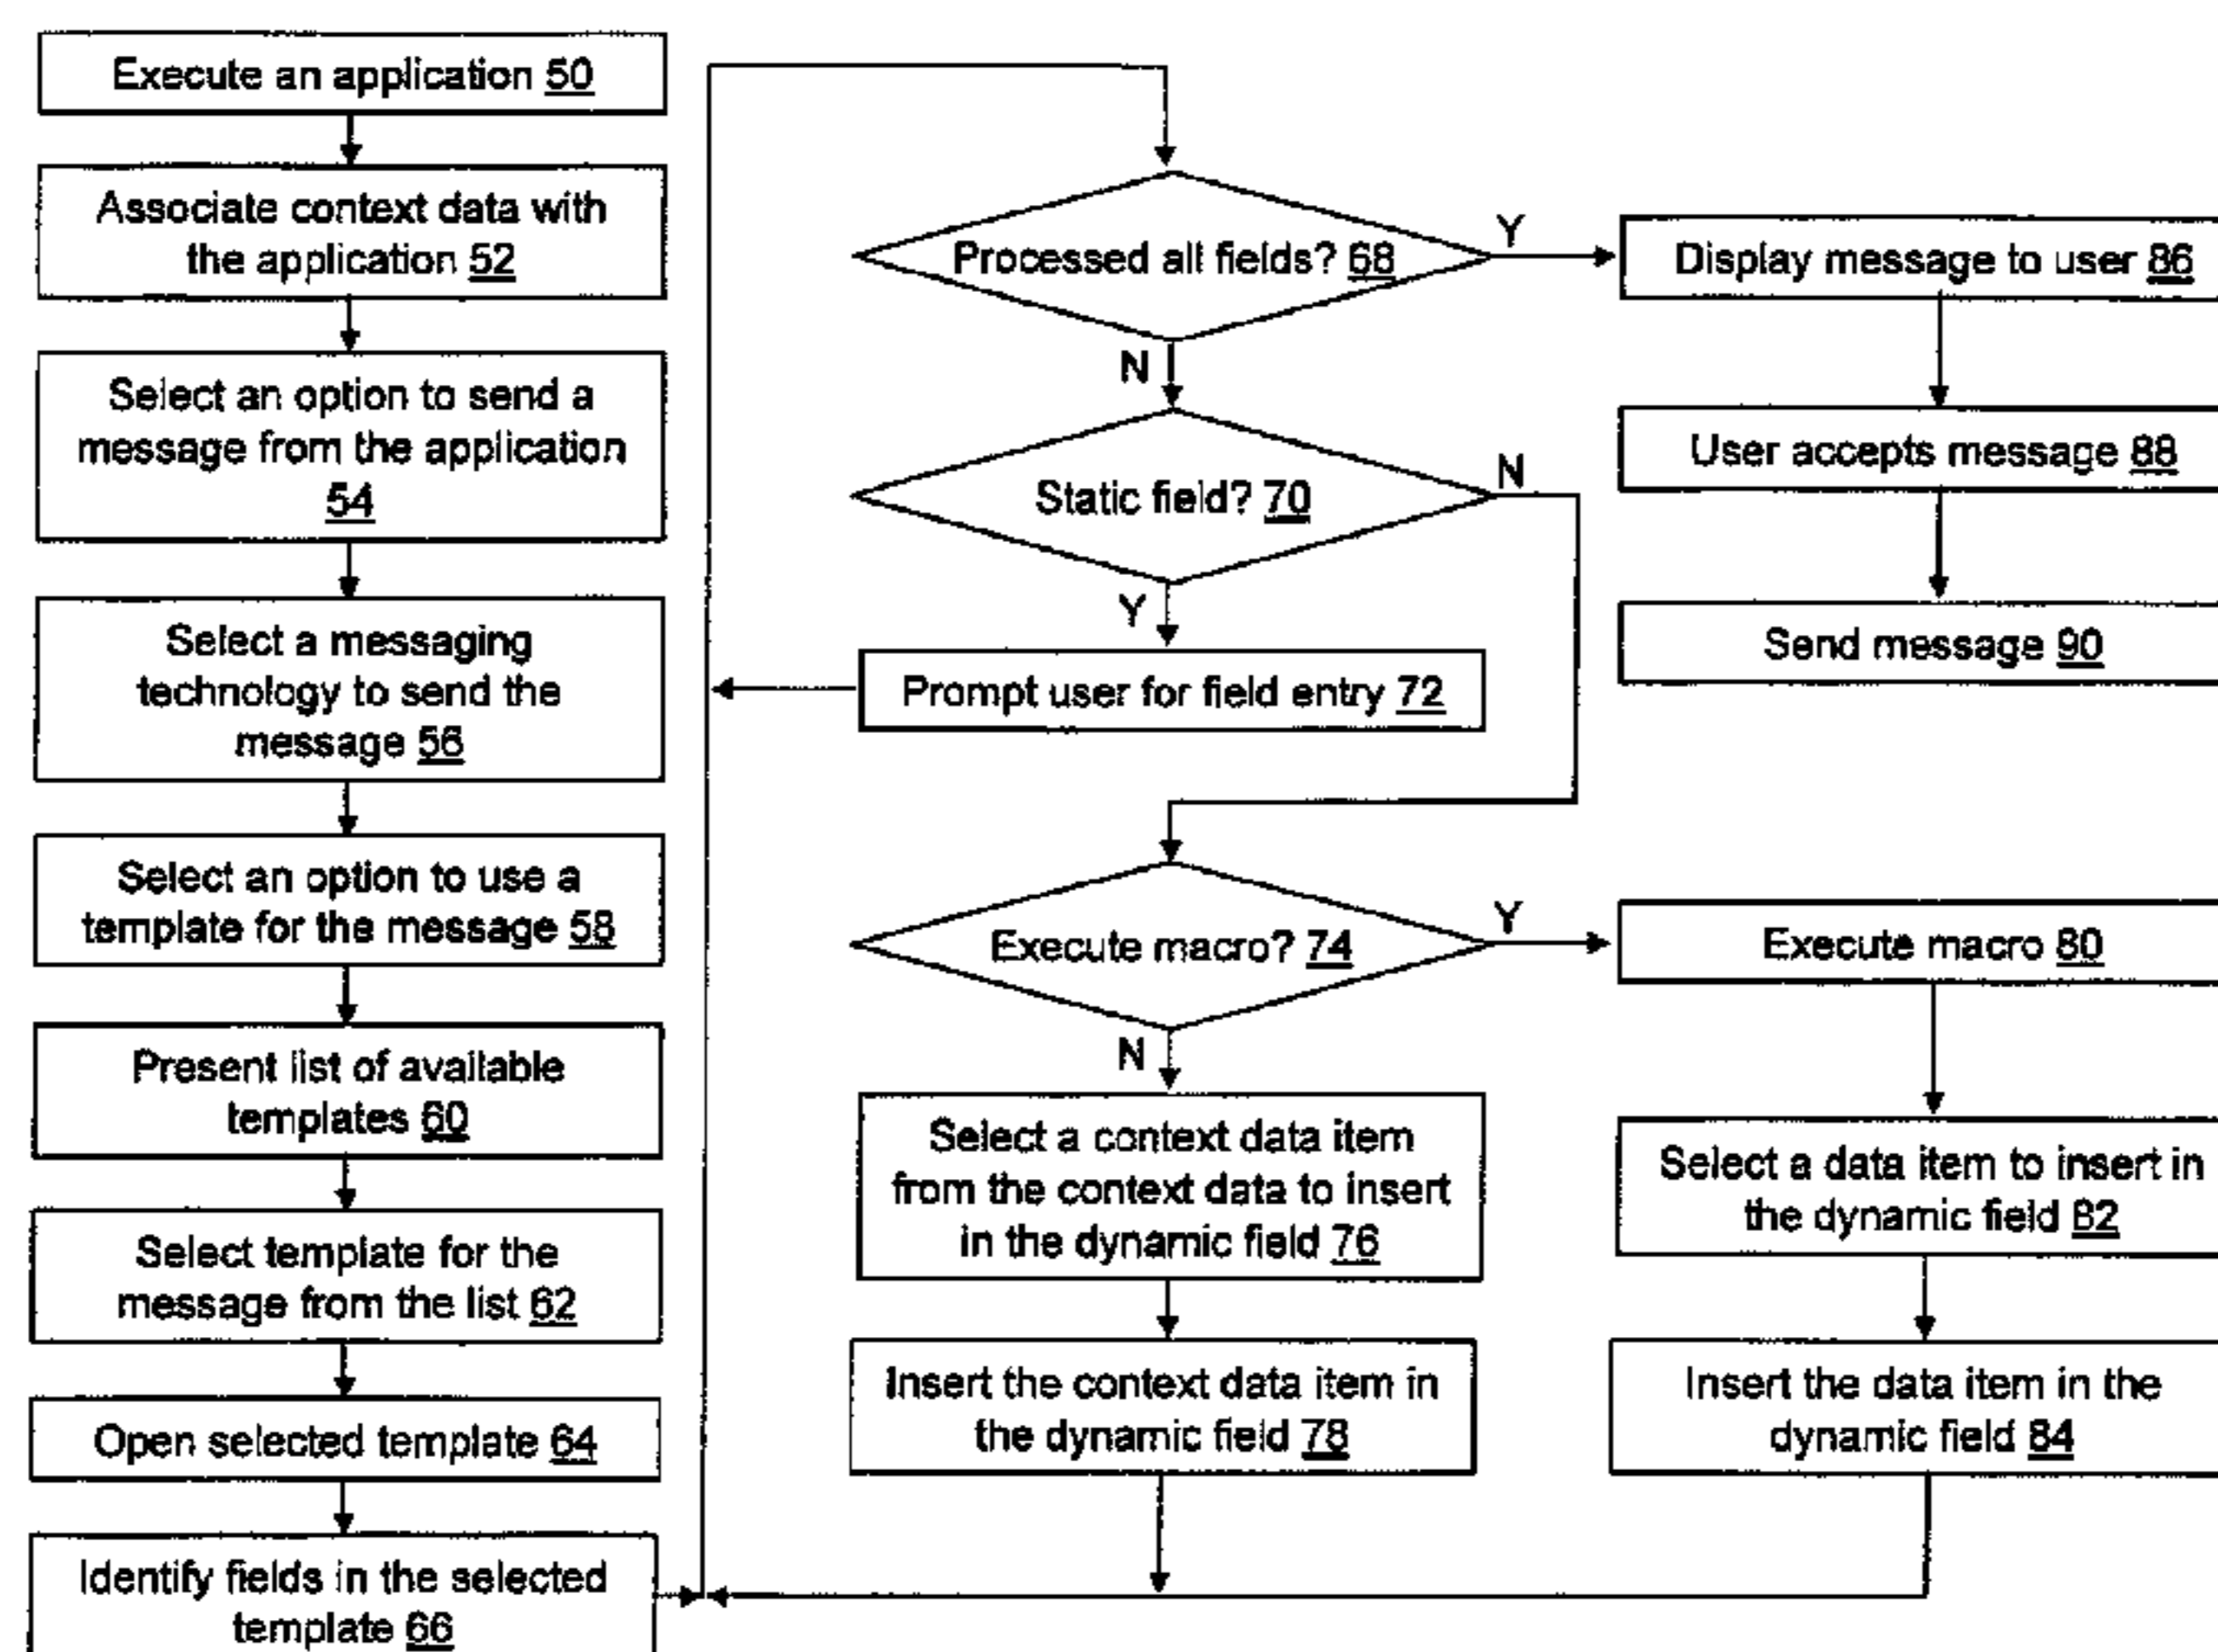 Execute an application 50
Associate context data with
the application 52
Select an option to send a
message from the application
54
Select a messaging
technology to send the
message 56
Select an option to use a
template for the message 58
Present list of available
templates 60
Select template for the
message from the list 62
Open selected template 64
Identify fields in the selected
template 66
Processed all fields? 68
Y
N
Static field? 70
N
Y
Prompt user for field entry 72
Execute macro? 74
Y
N
Select a context data item
from the context data to insert
in the dynamic field 76
Insert the context data item in
the dynamic field 78
Display message to user 86
User accepts message 88
Send message 90
Execute macro 80
Select a data item to insert in
the dynamic field 82
Insert the data item in the
dynamic field 84